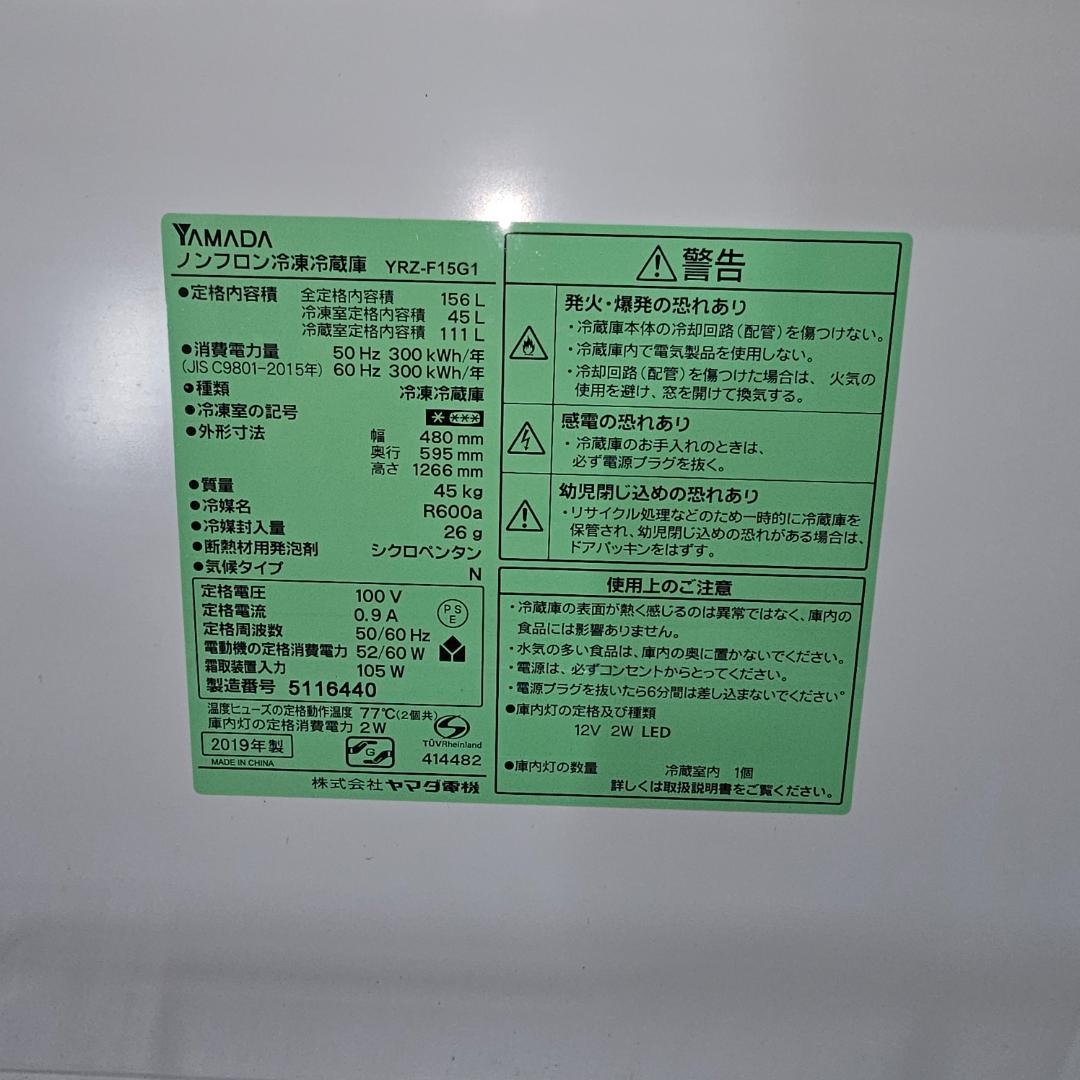 YAMADA
ノンフロン冷凍冷蔵庫 YRZ-F15G1
●定格内容積 全定格内容積 156 L
冷凍室定格内容積 45 L
冷蔵室定格内容積 111 L
●消費電力量 50 Hz 300 kWh/年
(JIS C9801-2015年) 60 Hz 300 kWh/年
●種類 冷凍冷蔵庫
●冷凍室の記号
●外形寸法 幅 480 mm
奥行 595 mm
高さ 1266 mm
●質量 45 kg
●冷媒名 R600a
●冷媒封入量 26 g
●断熱材用発泡剤 シクロペンタン
●気候タイプ N
定格電圧 100 V
定格電流 0.9 A
定格周波数 50/60 Hz
電動機の定格消費電力 52/60 W
霜取装置入力 105 W
製造番号 5116440
PS
E
温度ヒューズの定格動作温度 77℃(2個共)
庫内灯の定格消費電力 2W
2019年製
MADE IN CHINA
G
TÜVRheinland
414482
株式会社ヤマダ電機
警告
発火・爆発の恐れあり
・冷蔵庫本体の冷却回路(配管)を傷つけない。
・冷蔵庫内で電気製品を使用しない。
・冷却回路(配管)を傷つけた場合は、火気の
使用を避け、窓を開けて換気する。
感電の恐れあり
・冷蔵庫のお手入れのときは、
必ず電源プラグを抜く。
幼児閉じ込めの恐れあり
・リサイクル処理などのため一時的に冷蔵庫を
保管され、幼児閉じ込めの恐れがある場合は、
ドアパッキンをはずす。
使用上のご注意
・冷蔵庫の表面が熱く感じるのは異常ではなく、庫内の
食品には影響ありません。
・水気の多い食品は、庫内の奥に置かないでください。
・電源は、必ずコンセントからとってください。
・電源プラグを抜いたら6分間は差し込まないでください。
●庫内灯の定格及び種類
12V 2W LED
●庫内灯の数量 冷蔵室内 1個
詳しくは取扱説明書をご覧ください。